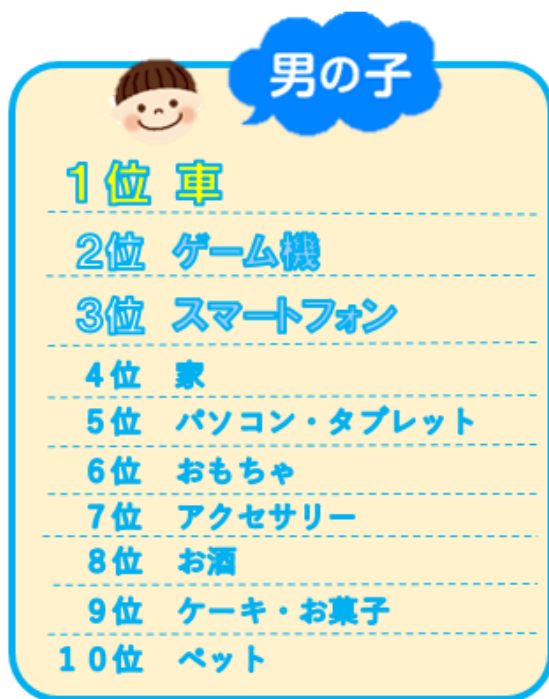 男の子
1位 車
2位 ゲーム機
3位 スマートフォン
4位 家
5位 パソコン・タブレット
6位 おもちゃ
7位 アクセサリー
8位 お酒
9位 ケーキ・お菓子
10位 ペット